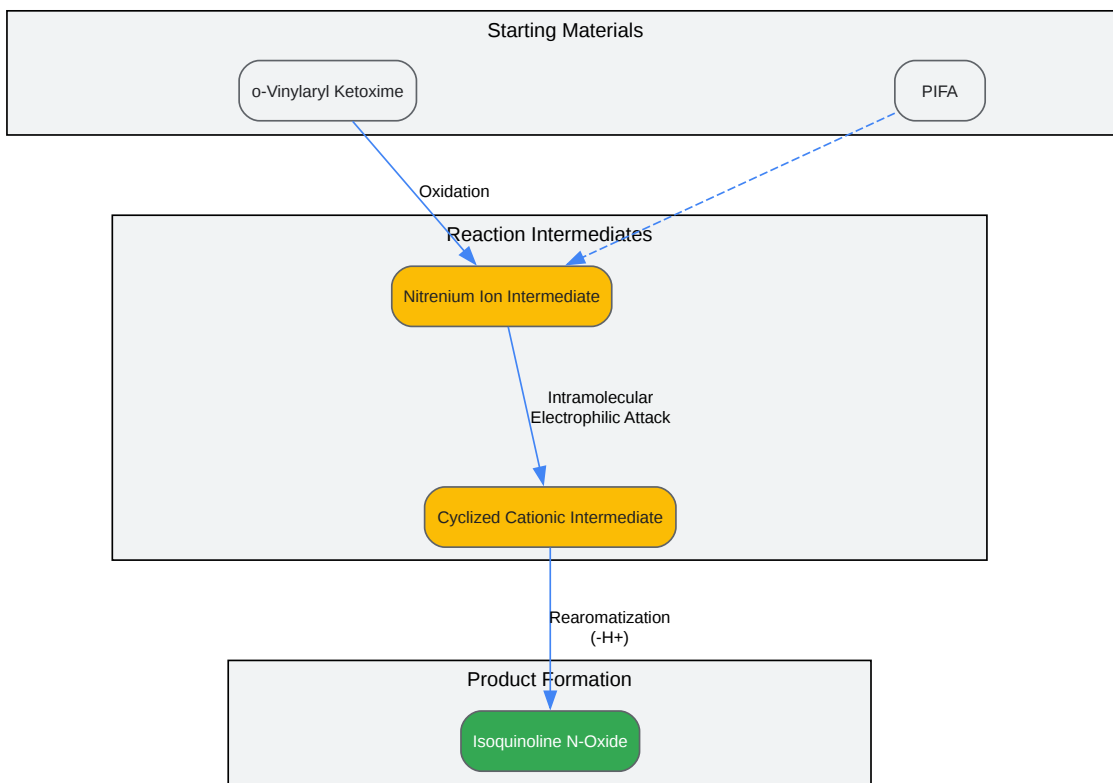 Starting Materials
o-Vinylaryl Ketoxime
PIFA
Oxidation
Reaction Intermediates
Nitrenium Ion Intermediate
Intramolecular
Electrophilic Attack
Cyclized Cationic Intermediate
Rearomatization
(-H+)
Product Formation
Isoquinoline N-Oxide